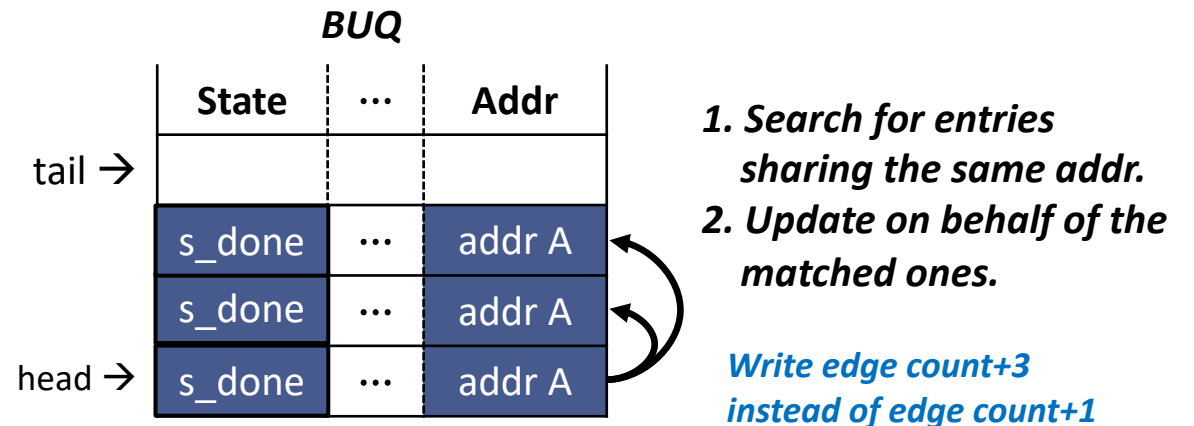 BUQ
State ... Addr
tail →
s_done ... addr A
s_done ... addr A
head → s_done ... addr A
1. Search for entries
sharing the same addr.
2. Update on behalf of the
matched ones.
Write edge count+3
instead of edge count+1